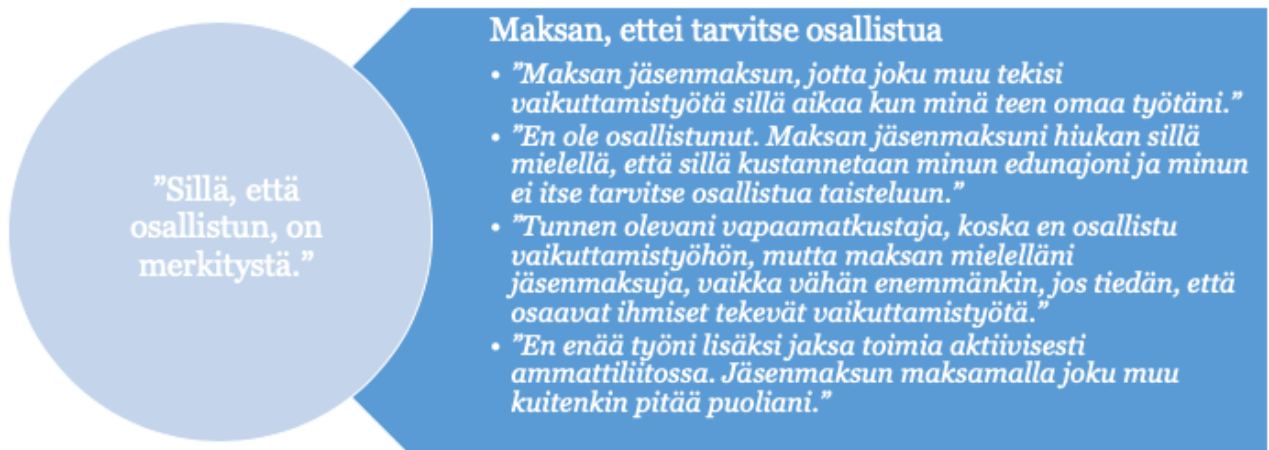 ”Sillä, että
osallistun, on
merkitystä.”
Maksan, ettei tarvitse osallistua
• ”Maksan jäsenmaksun, jotta joku muu tekisi
vaikuttamistyötä sillä aikaa kun minä teen omaa työtäni.”
• ”En ole osallistunut. Maksan jäsenmaksuni hiukan sillä
mielellä, että sillä kustannetaan minun edunajoni ja minun
ei itse tarvitse osallistua taisteluun.”
• ”Tunnen olevani vapaamatkustaja, koska en osallistu
vaikuttamistyöhön, mutta maksan mielelläni
jäsenmaksuja, vaikka vähän enemmänkin, jos tiedän, että
osaavat ihmiset tekevät vaikuttamistyötä.”
• ”En enää työni lisäksi jaksa toimia aktiivisesti
ammattiliitossa. Jäsenmaksun maksamalla joku muu
kuitenkin pitää puoliani.”